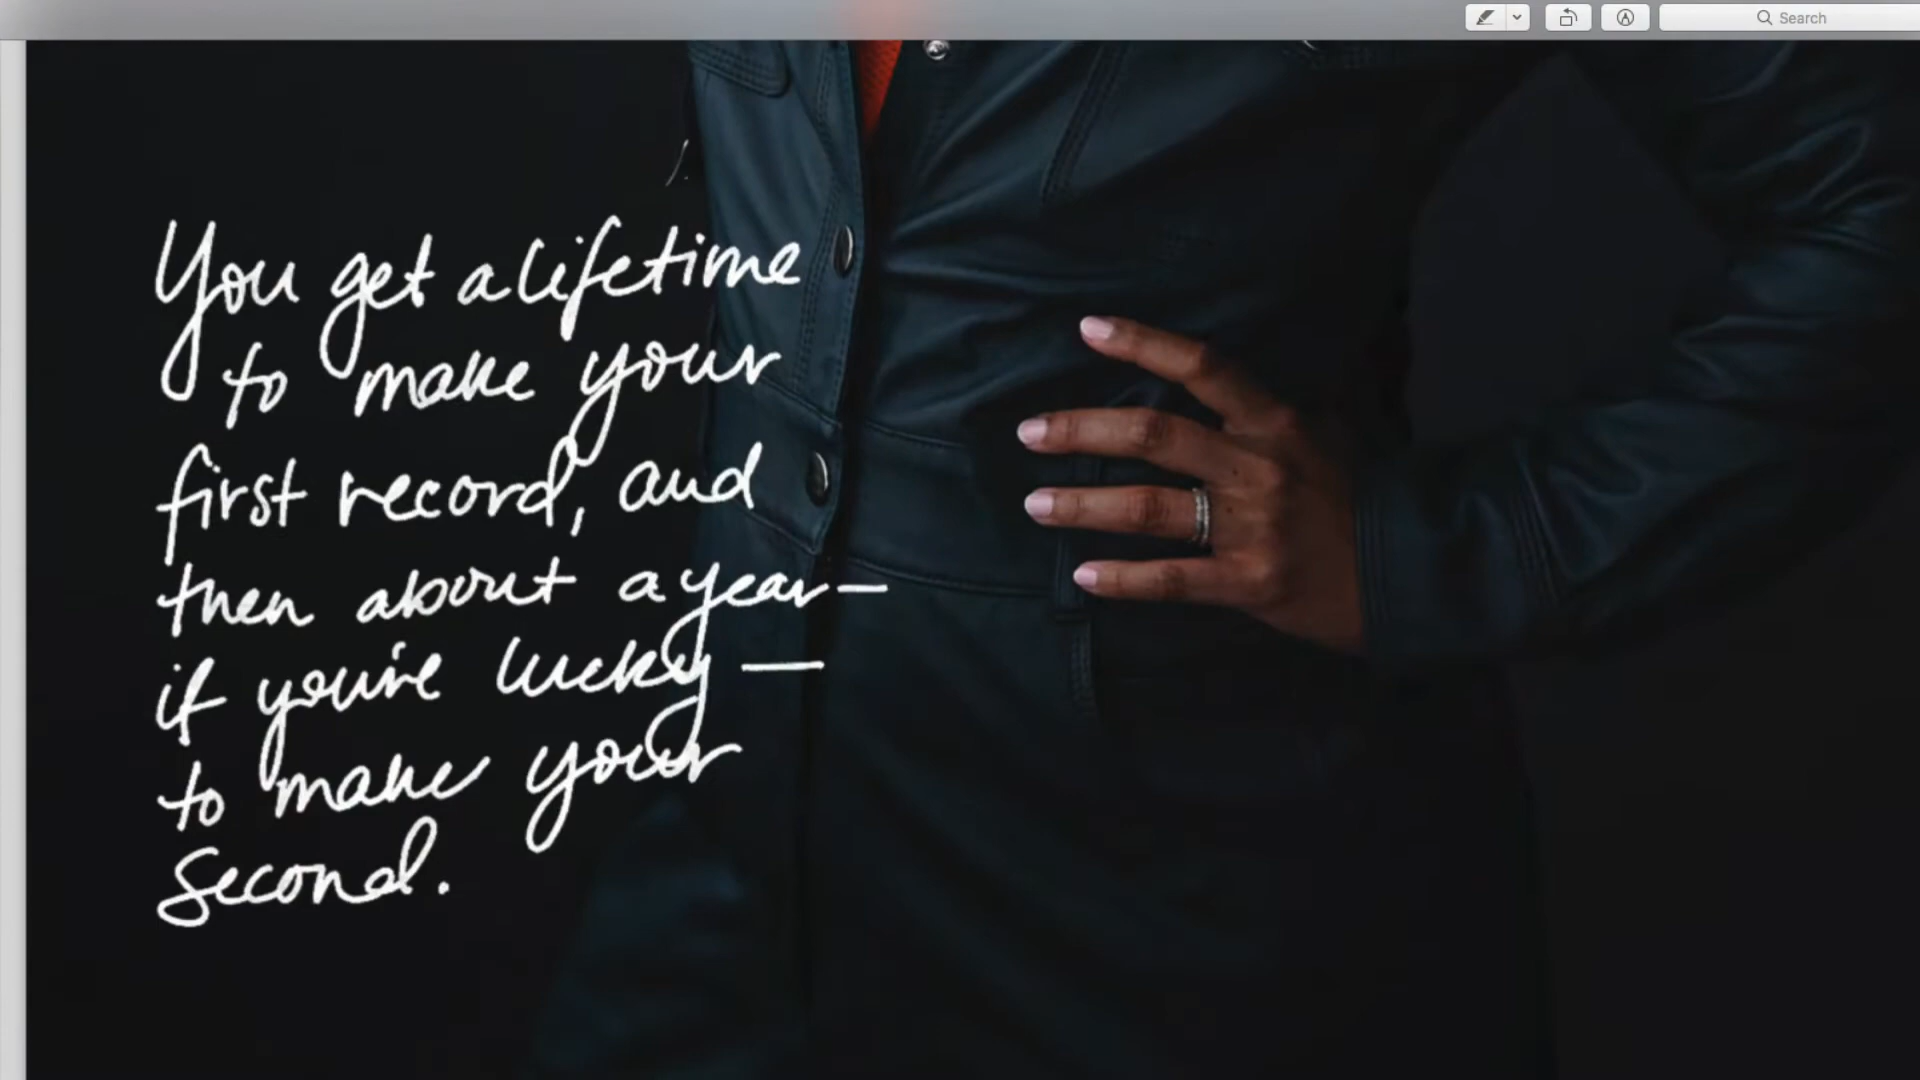 Search
You get a lifetime
to make your
first record, and
then about a year—
if you're lucky—
to make your
second.